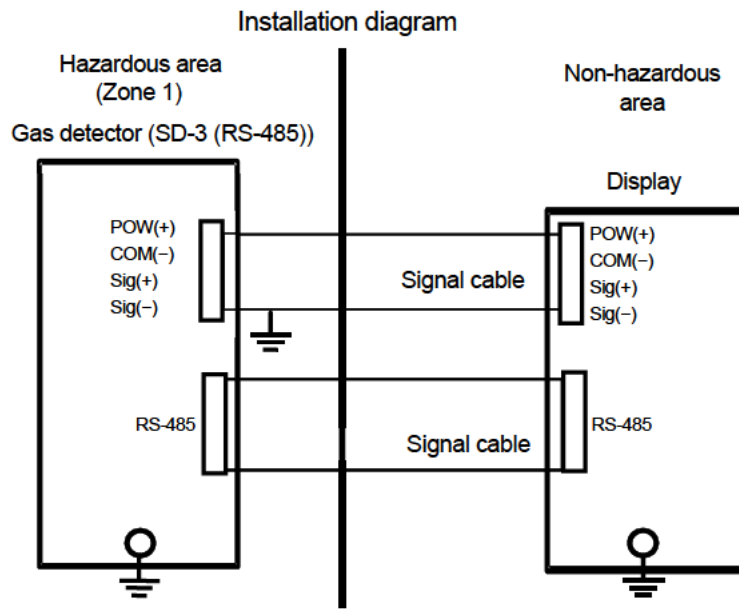 Installation diagram
Hazardous area
(Zone 1)
Gas detector (SD-3 (RS-485))
Non-hazardous
area
Display
POW(+)
COM(−)
Sig(+)
Sig(−)
Signal cable
POW(+)
COM(−)
Sig(+)
Sig(−)
RS-485
Signal cable
RS-485